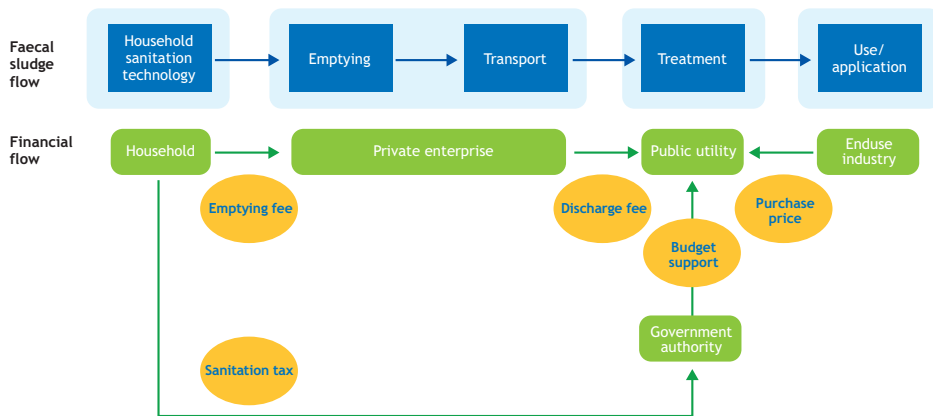 Faecal
sludge
flow
Household
sanitation
technology
Emptying
Transport
Treatment
Use/
application
Financial
flow
Household
Private enterprise
Public utility
Enduse
industry
Emptying fee
Discharge fee
Purchase
price
Budget
support
Government
authority
Sanitation tax